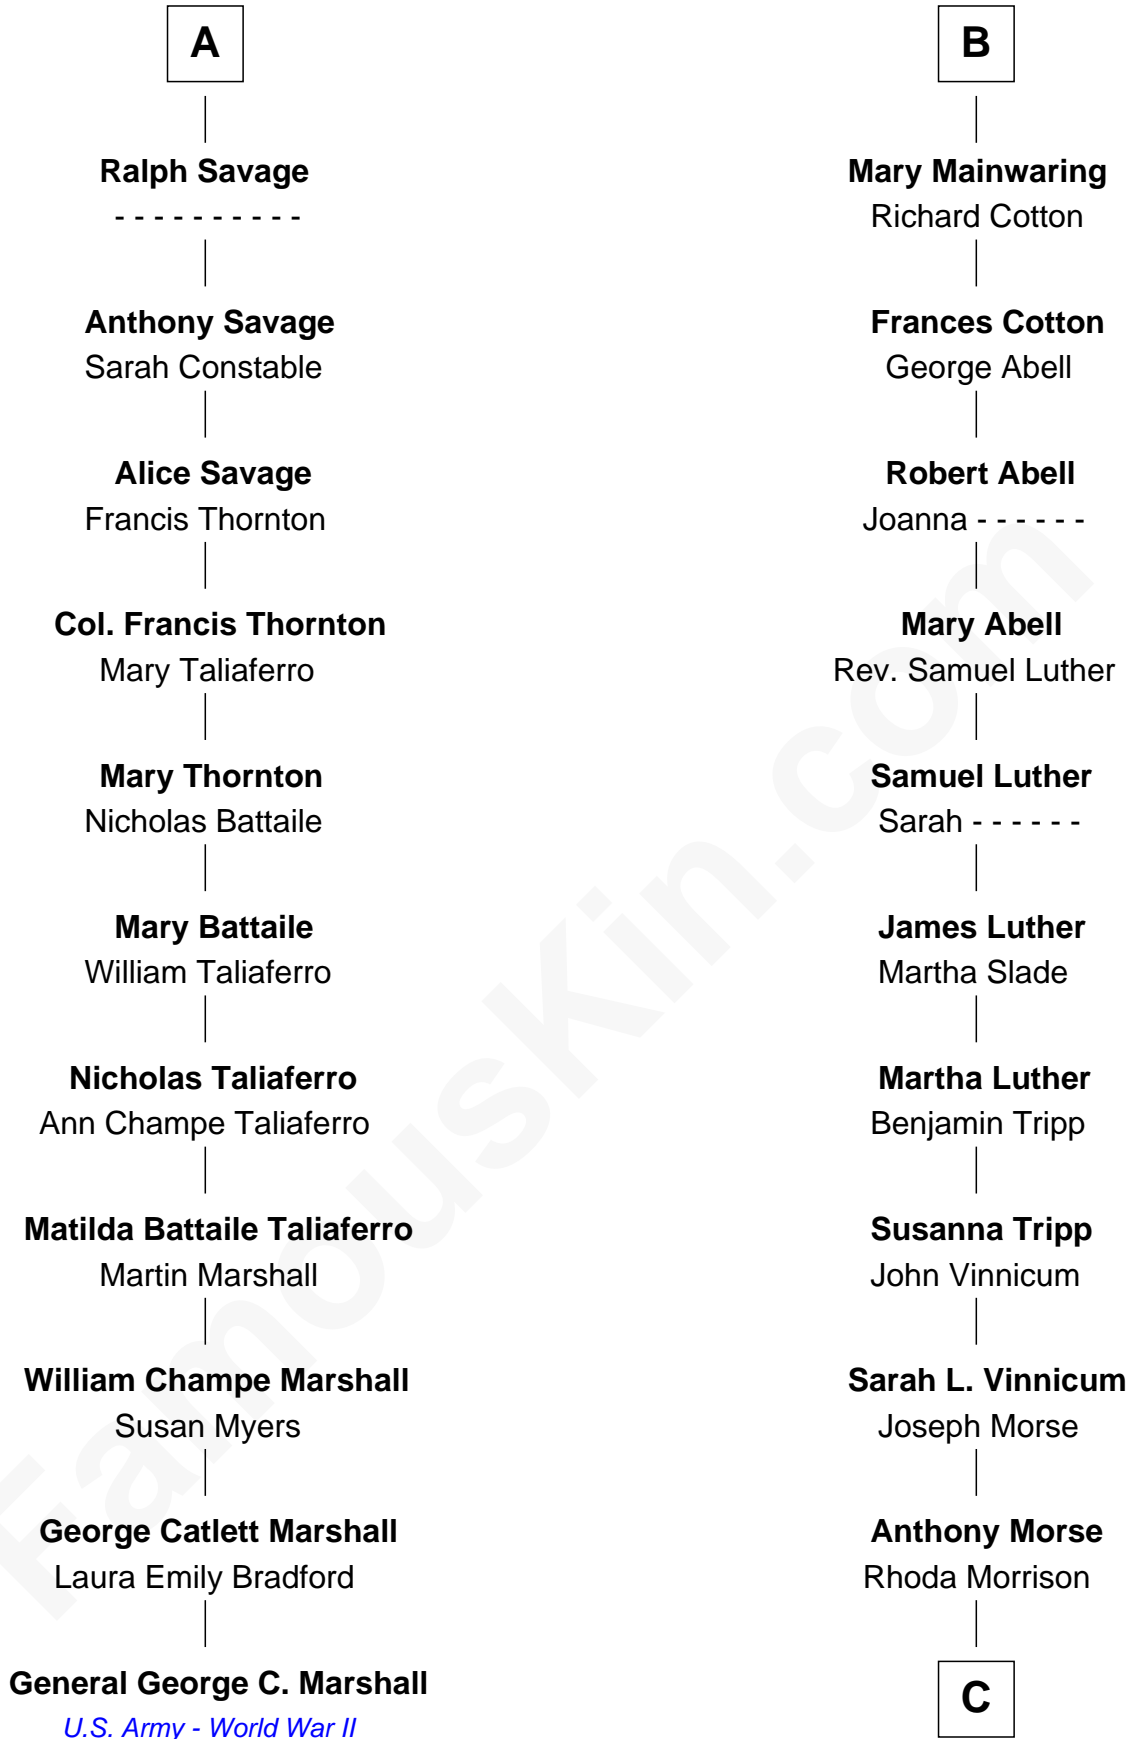 A
Ralph Savage
- - - - - - - - - -
Anthony Savage
Sarah Constable
Alice Savage
Francis Thornton
Col. Francis Thornton
Mary Taliaferro
Mary Thornton
Nicholas Battaile
Mary Battaile
William Taliaferro
Nicholas Taliaferro
Ann Champe Taliaferro
Matilda Battaile Taliaferro
Martin Marshall
William Champe Marshall
Susan Myers
George Catlett Marshall
Laura Emily Bradford
General George C. Marshall
U.S. Army - World War II
B
Mary Mainwaring
Richard Cotton
Frances Cotton
George Abell
Robert Abell
Joanna - - - - - -
Mary Abell
Rev. Samuel Luther
Samuel Luther
Sarah - - - - - -
James Luther
Martha Slade
Martha Luther
Benjamin Tripp
Susanna Tripp
John Vinnicum
Sarah L. Vinnicum
Joseph Morse
Anthony Morse
Rhoda Morrison
C
FamousKin.com